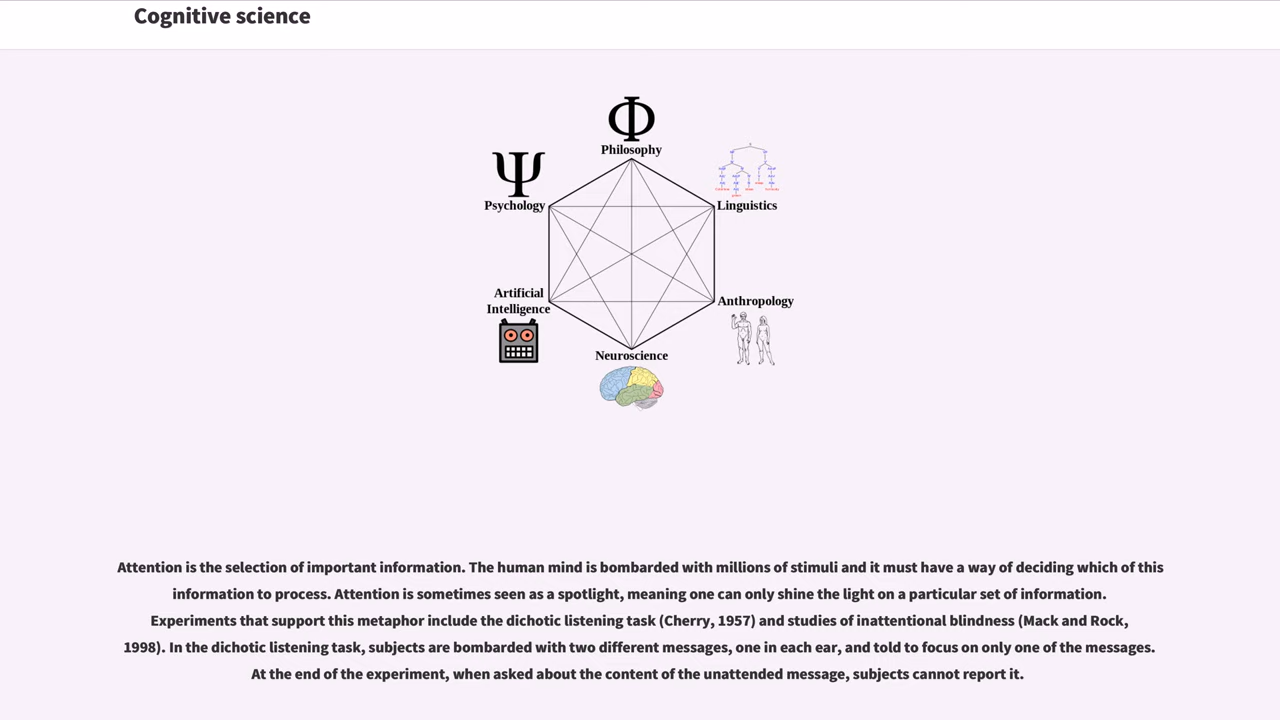 Cognitive science
Φ
Philosophy
Ψ
Psychology
Linguistics
Artificial
Intelligence
Anthropology
Neuroscience
Attention is the selection of important information. The human mind is bombarded with millions of stimuli and it must have a way of deciding which of this
information to process. Attention is sometimes seen as a spotlight, meaning one can only shine the light on a particular set of information.
Experiments that support this metaphor include the dichotic listening task (Cherry, 1957) and studies of inattentional blindness (Mack and Rock,
1998). In the dichotic listening task, subjects are bombarded with two different messages, one in each ear, and told to focus on only one of the messages.
At the end of the experiment, when asked about the content of the unattended message, subjects cannot report it.